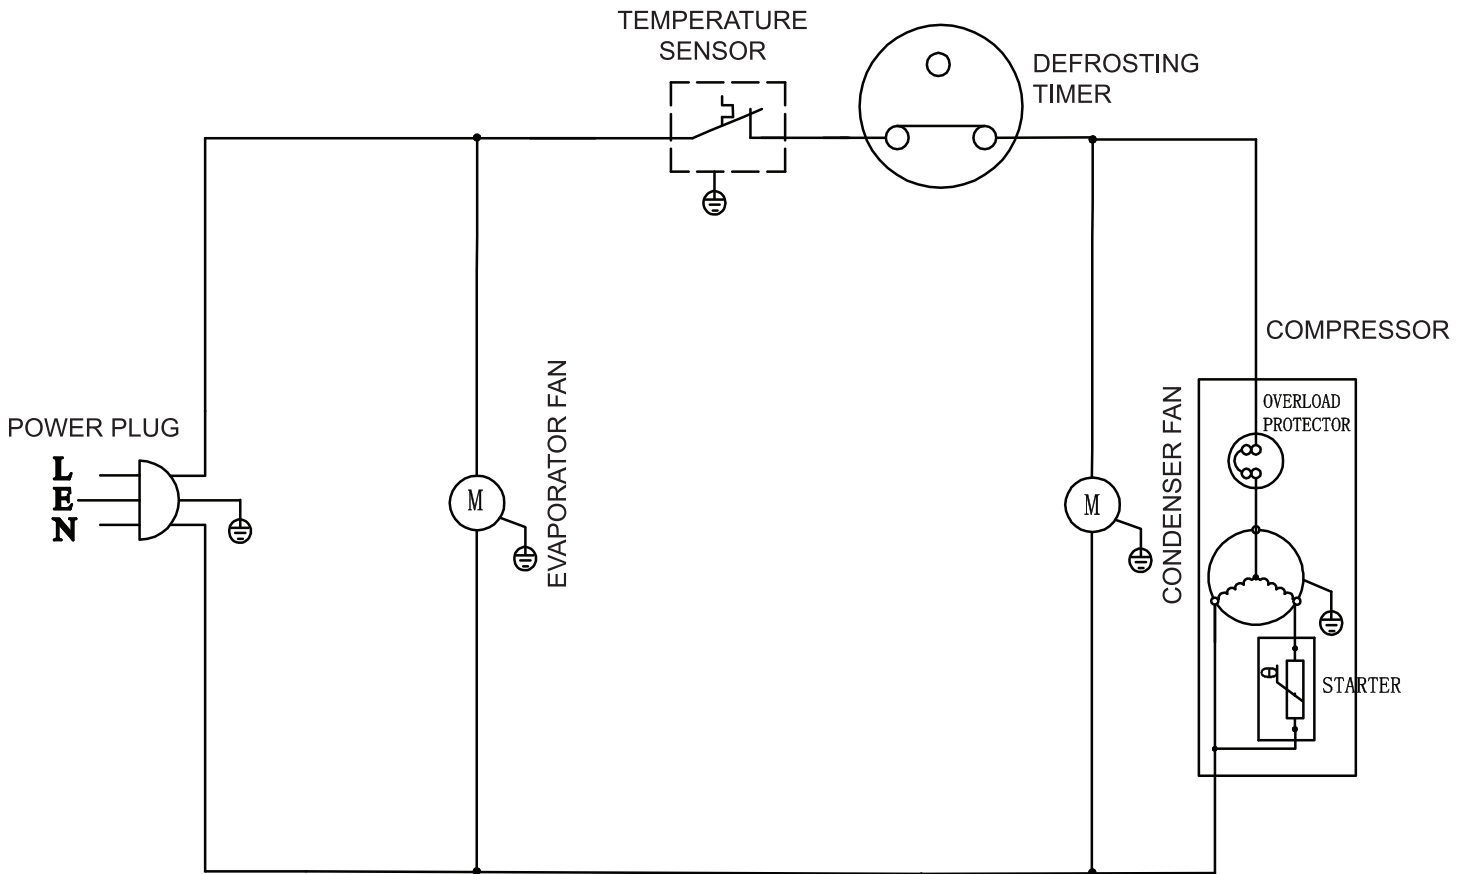 TEMPERATURE
SENSOR
DEFROSTING
TIMER
COMPRESSOR
OVERLOAD
PROTECTOR
POWER PLUG
L
E
N
EVAPORATOR FAN
M
CONDENSER FAN
M
STARTER